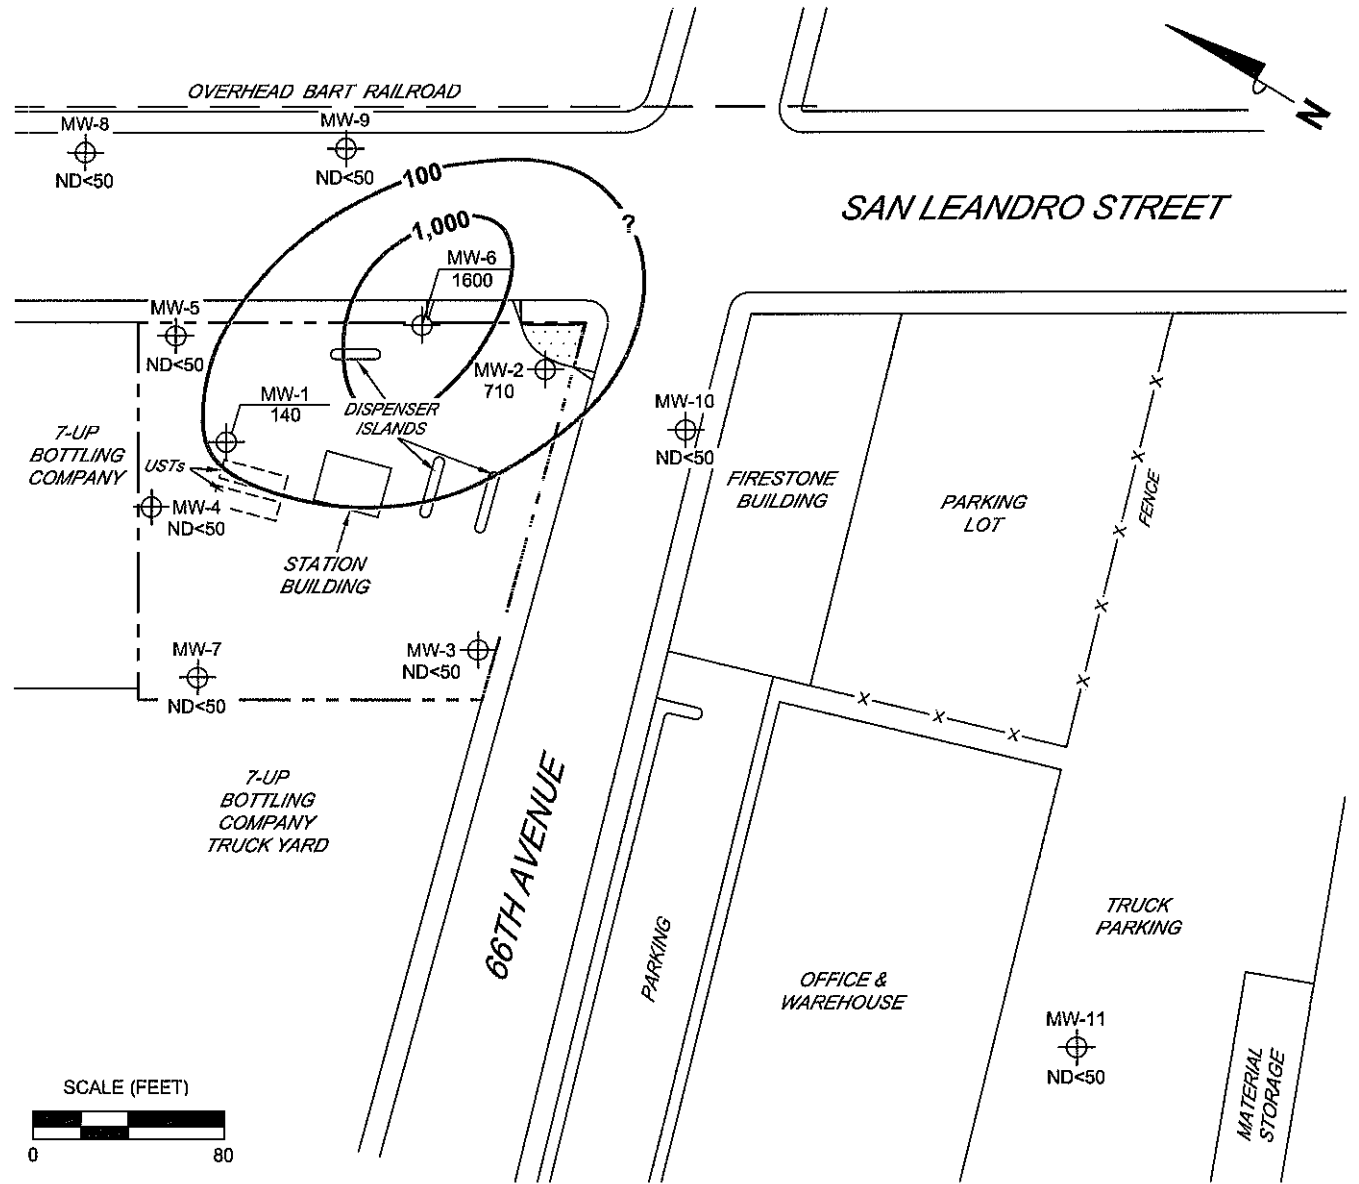 OVERHEAD BART RAILROAD
MW-8
ND<50
MW-9
ND<50
100
?
1,000
N
SAN LEANDRO STREET
MW-6
1600
MW-5
ND<50
MW-2
710
MW-1
140
DISPENSER
ISLANDS
MW-10
ND<50
7-UP
BOTTLING
COMPANY
USTs
MW-4
ND<50
STATION
BUILDING
FIRESTONE
BUILDING
PARKING
LOT
FENCE
x
x
x
x
x
x
x
x
MW-7
ND<50
MW-3
ND<50
7-UP
BOTTLING
COMPANY
TRUCK YARD
66TH AVENUE
PARKING
OFFICE &
WAREHOUSE
TRUCK
PARKING
MW-11
ND<50
MATERIAL
STORAGE
SCALE (FEET)
0
80